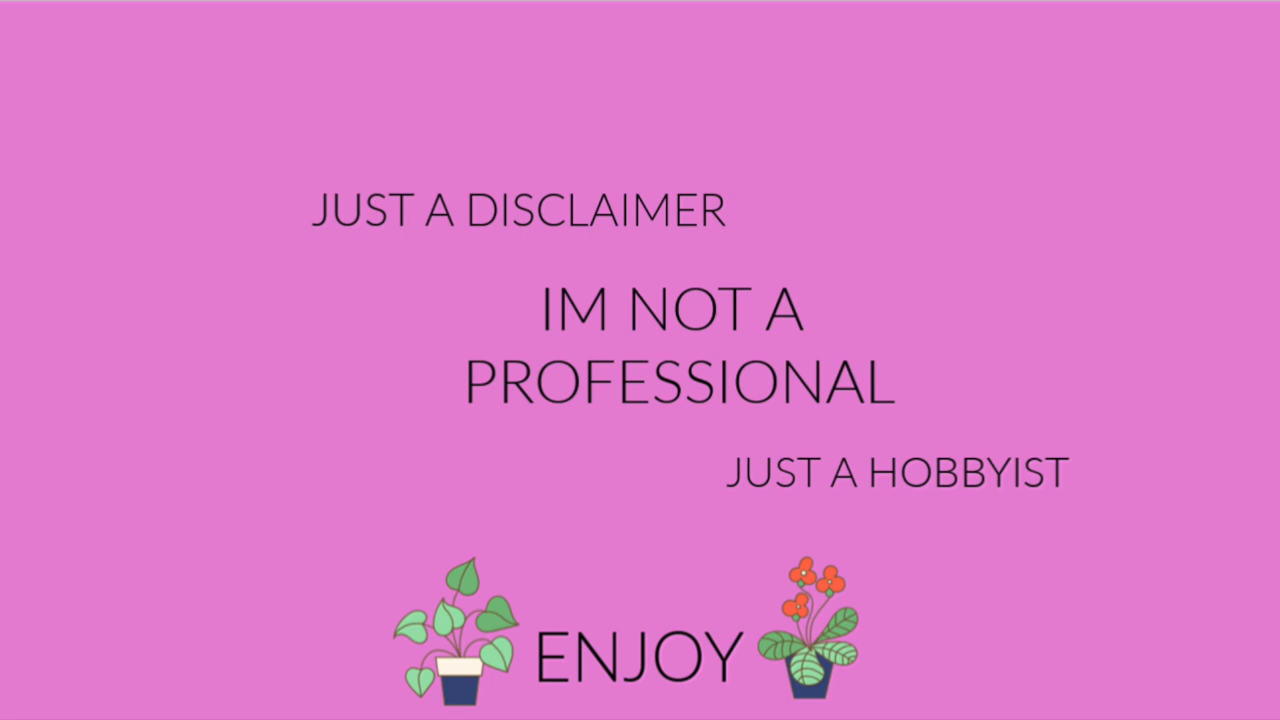 JUST A DISCLAIMER
IM NOT A
PROFESSIONAL
JUST A HOBBYIST
ENJOY